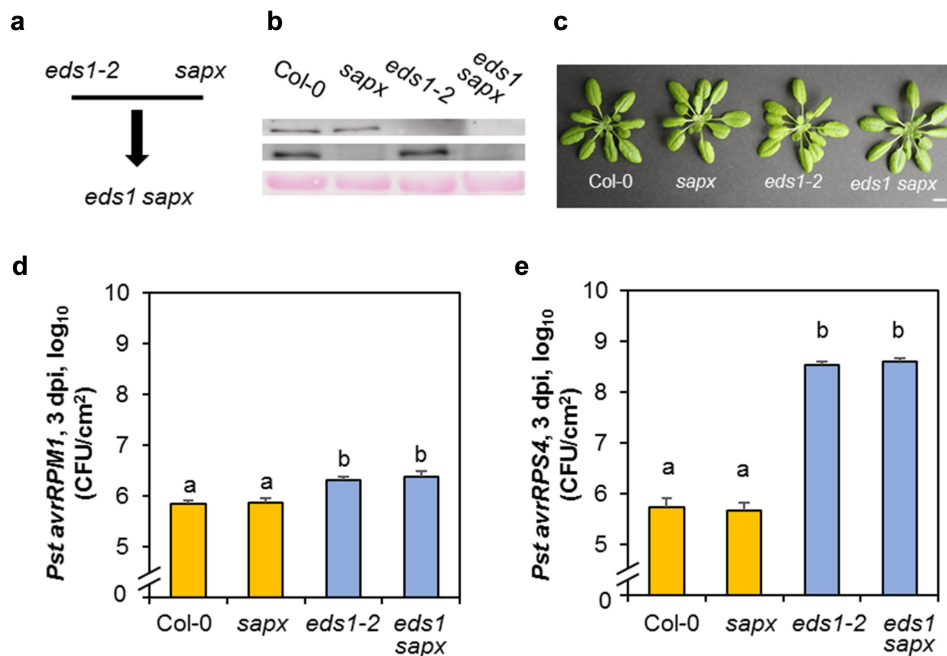 a
eds1-2 sapx
eds1 sapx
b
Col-0 sapx eds1-2 eds1 sapx
c
Col-0 sapx eds1-2 eds1 sapx
d
Pst avrRPM1, 3 dpi, log10
(CFU/cm²)
10
9
8
7
6
5
0
a a b b
Col-0 sapx eds1-2 eds1
sapx
e
Pst avrRPS4, 3 dpi, log10
(CFU/cm²)
10
9
8
7
6
5
0
a a b b
Col-0 sapx eds1-2 eds1
sapx